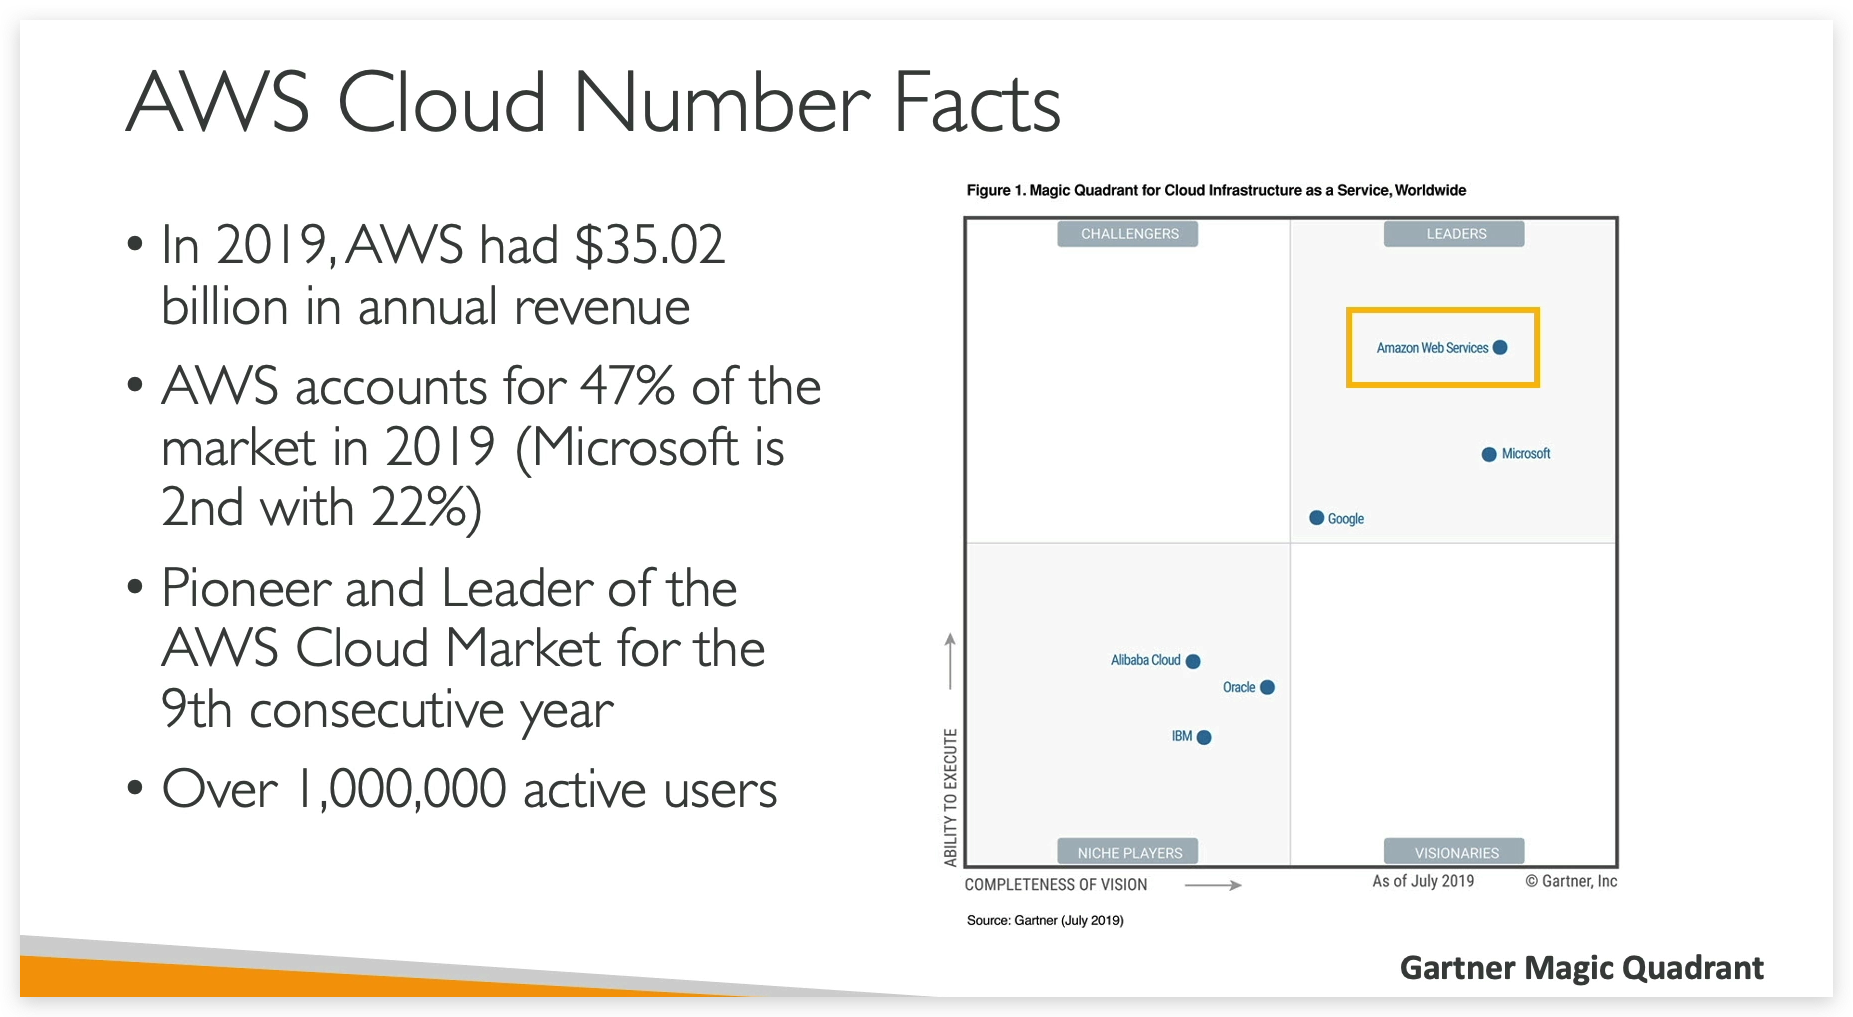 AWS Cloud Number Facts
• In 2019, AWS had $35.02
billion in annual revenue
• AWS accounts for 47% of the
market in 2019 (Microsoft is
2nd with 22%)
• Pioneer and Leader of the
AWS Cloud Market for the
9th consecutive year
• Over 1,000,000 active users
Figure 1. Magic Quadrant for Cloud Infrastructure as a Service, Worldwide
CHALLENGERS
LEADERS
Amazon Web Services
Microsoft
Google
Alibaba Cloud
Oracle
IBM
ABILITY TO EXECUTE
NICHE PLAYERS
VISIONARIES
COMPLETENESS OF VISION
As of July 2019
© Gartner, Inc
Source: Gartner (July 2019)
Gartner Magic Quadrant